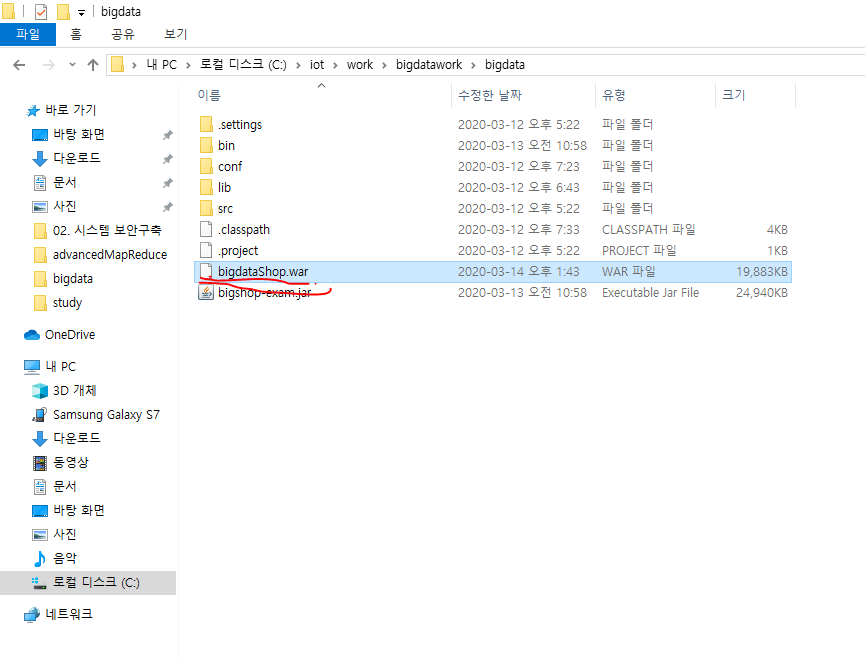 bigdata
파일 홈 공유 보기
내 PC 로컬 디스크 (C:) iot work bigdatawork bigdata
이름 수정한 날짜 유형 크기
바로 가기
바탕 화면
다운로드
문서
사진
02. 시스템 보안구축
advancedMapReduce
bigdata
study
OneDrive
내 PC
3D 개체
Samsung Galaxy S7
다운로드
동영상
문서
바탕 화면
사진
음악
로컬 디스크 (C:)
네트워크
.settings 2020-03-12 오후 5:22 파일 폴더
bin 2020-03-13 오전 10:58 파일 폴더
conf 2020-03-12 오후 7:23 파일 폴더
lib 2020-03-12 오후 6:43 파일 폴더
src 2020-03-12 오후 5:22 파일 폴더
.classpath 2020-03-12 오후 7:33 CLASSPATH 파일 4KB
.project 2020-03-12 오후 5:22 PROJECT 파일 1KB
bigdataShop.war 2020-03-14 오후 1:43 WAR 파일 19,883KB
bigshop-exam.jar 2020-03-13 오전 10:58 Executable Jar File 24,940KB